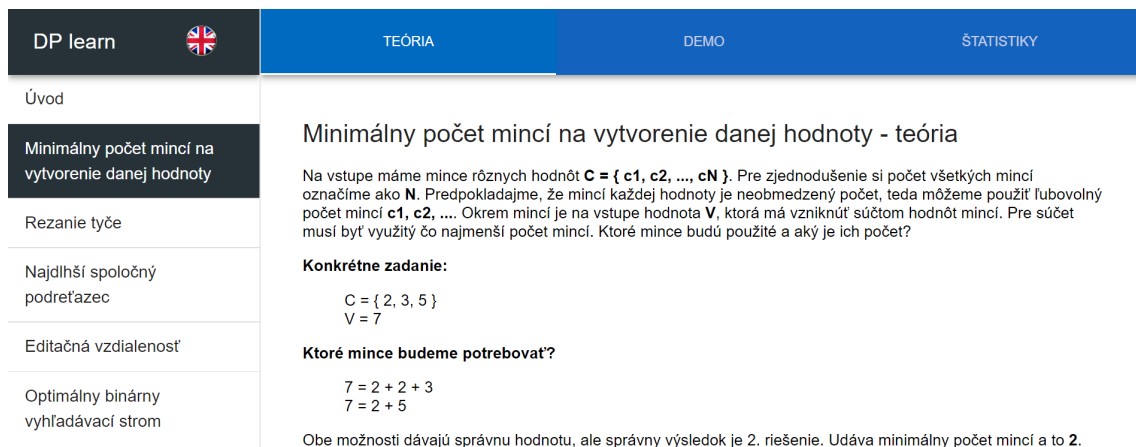 DP learn
TEÓRIA
DEMO
ŠTATISTIKY
Úvod
Minimálny počet mincí na
vytvorenie danej hodnoty
Rezanie tyče
Najdlhší spoločný
podreťazec
Editačná vzdialenosť
Optimálny binárny
vyhľadávací strom
Minimálny počet mincí na vytvorenie danej hodnoty - teória
Na vstupe máme mince rôznych hodnôt C = { c1, c2, ..., cN }. Pre zjednodušenie si počet všetkých mincí
označíme ako N. Predpokladajme, že mincí každej hodnoty je neobmedzený počet, teda môžeme použiť ľubovolný
počet mincí c1, c2, .... Okrem mincí je na vstupe hodnota V, ktorá má vzniknúť súčtom hodnôt mincí. Pre súčet
musí byť využitý čo najmenší počet mincí. Ktoré mince budú použité a aký je ich počet?
Konkrétne zadanie:
C = { 2, 3, 5 }
V = 7
Ktoré mince budeme potrebovať?
7 = 2 + 2 + 3
7 = 2 + 5
Obe možnosti dávajú správnu hodnotu, ale správny výsledok je 2. riešenie. Udáva minimálny počet mincí a to 2.